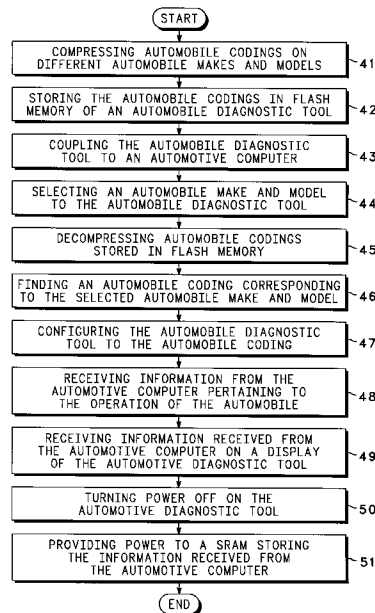 START
COMPRESSING AUTOMOBILE CODINGS ON
DIFFERENT AUTOMOBILE MAKES AND MODELS
41
STORING THE AUTOMOBILE CODINGS IN FLASH
MEMORY OF AN AUTOMOBILE DIAGNOSTIC TOOL
42
COUPLING THE AUTOMOBILE DIAGNOSTIC
TOOL TO AN AUTOMOTIVE COMPUTER
43
SELECTING AN AUTOMOBILE MAKE AND MODEL
TO THE AUTOMOBILE DIAGNOSTIC TOOL
44
DECOMPRESSING AUTOMOBILE CODINGS
STORED IN FLASH MEMORY
45
FINDING AN AUTOMOBILE CODING CORRESPONDING
TO THE SELECTED AUTOMOBILE MAKE AND MODEL
46
CONFIGURING THE AUTOMOBILE DIAGNOSTIC
TOOL TO THE AUTOMOBILE CODING
47
RECEIVING INFORMATION FROM THE
AUTOMOTIVE COMPUTER PERTAINING TO
THE OPERATION OF THE AUTOMOBILE
48
RECEIVING INFORMATION RECEIVED FROM
THE AUTOMOTIVE COMPUTER ON A DISPLAY
OF THE AUTOMOTIVE DIAGNOSTIC TOOL
49
TURNING POWER OFF ON THE
AUTOMOTIVE DIAGNOSTIC TOOL
50
PROVIDING POWER TO A SRAM STORING
THE INFORMATION RECEIVED FROM
THE AUTOMOTIVE COMPUTER
51
END